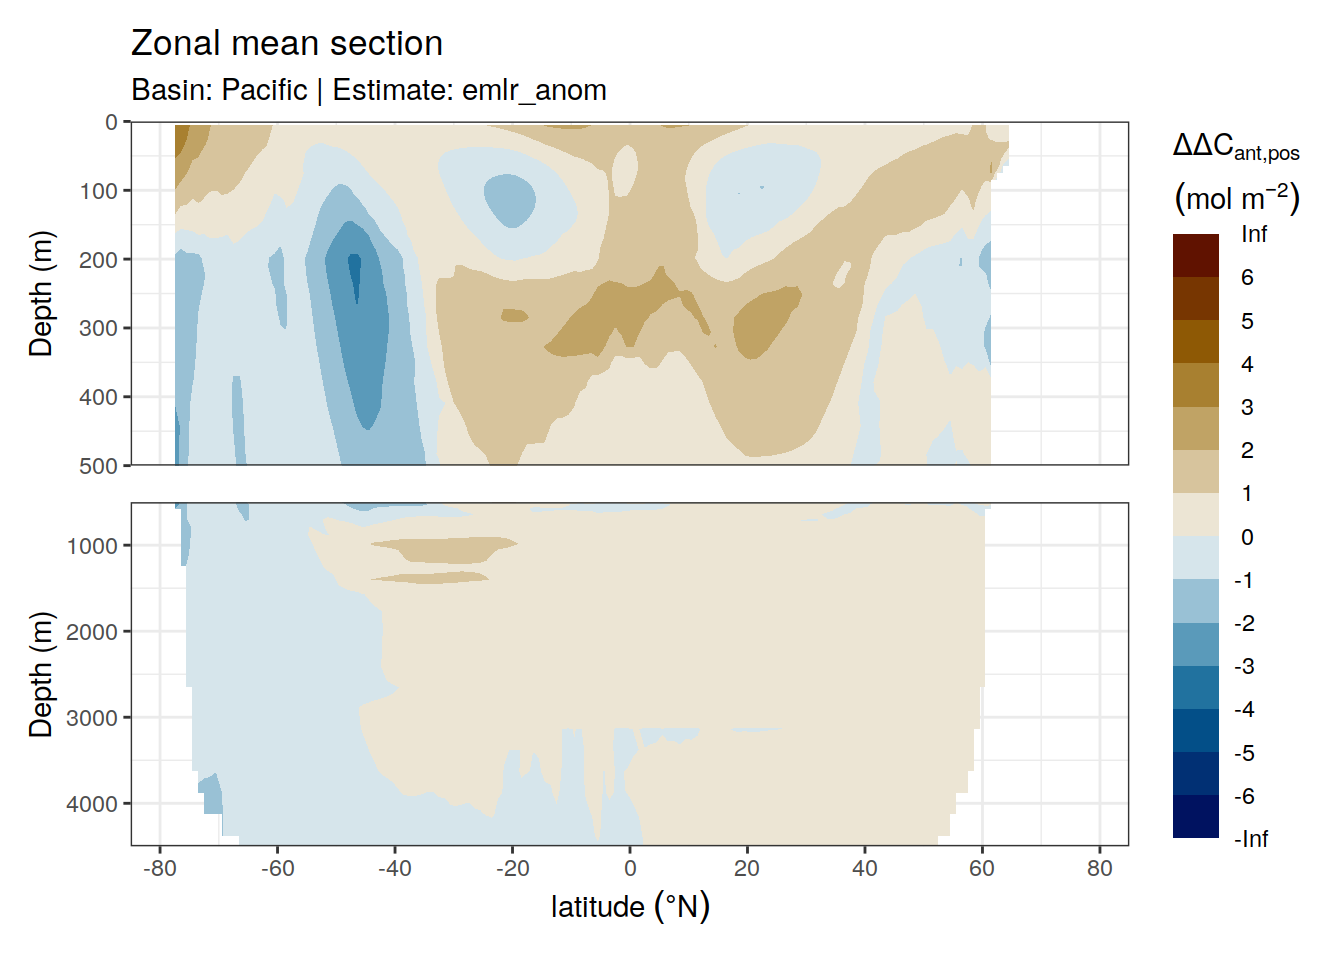 Zonal mean section
Basin: Pacific | Estimate: emlr_anom
0
100
200
300
400
500
Depth (m)
1000
2000
3000
4000
Depth (m)
-80 -60 -40 -20 0 20 40 60 80
latitude (°N)
ΔΔCant,pos
(mol m−2)
Inf
6
5
4
3
2
1
0
-1
-2
-3
-4
-5
-6
-Inf